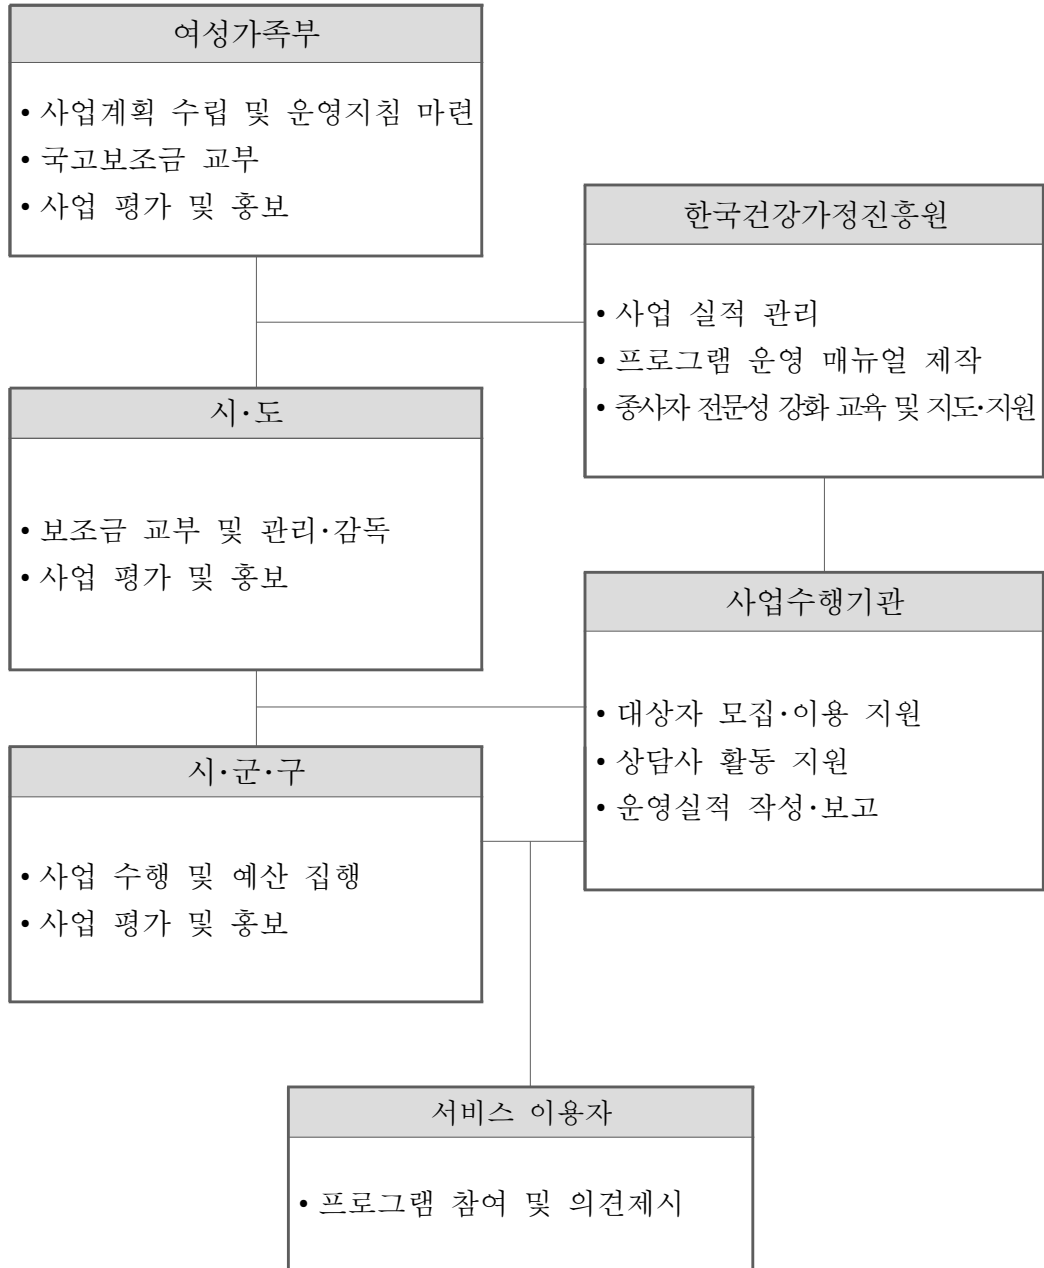 여성가족부
• 사업계획 수립 및 운영지침 마련
• 국고보조금 교부
• 사업 평가 및 홍보
한국건강가정진흥원
• 사업 실적 관리
• 프로그램 운영 매뉴얼 제작
• 종사자 전문성 강화 교육 및 지도·지원
시·도
• 보조금 교부 및 관리·감독
• 사업 평가 및 홍보
사업수행기관
• 대상자 모집·이용 지원
• 상담사 활동 지원
• 운영실적 작성·보고
시·군·구
• 사업 수행 및 예산 집행
• 사업 평가 및 홍보
서비스 이용자
• 프로그램 참여 및 의견제시